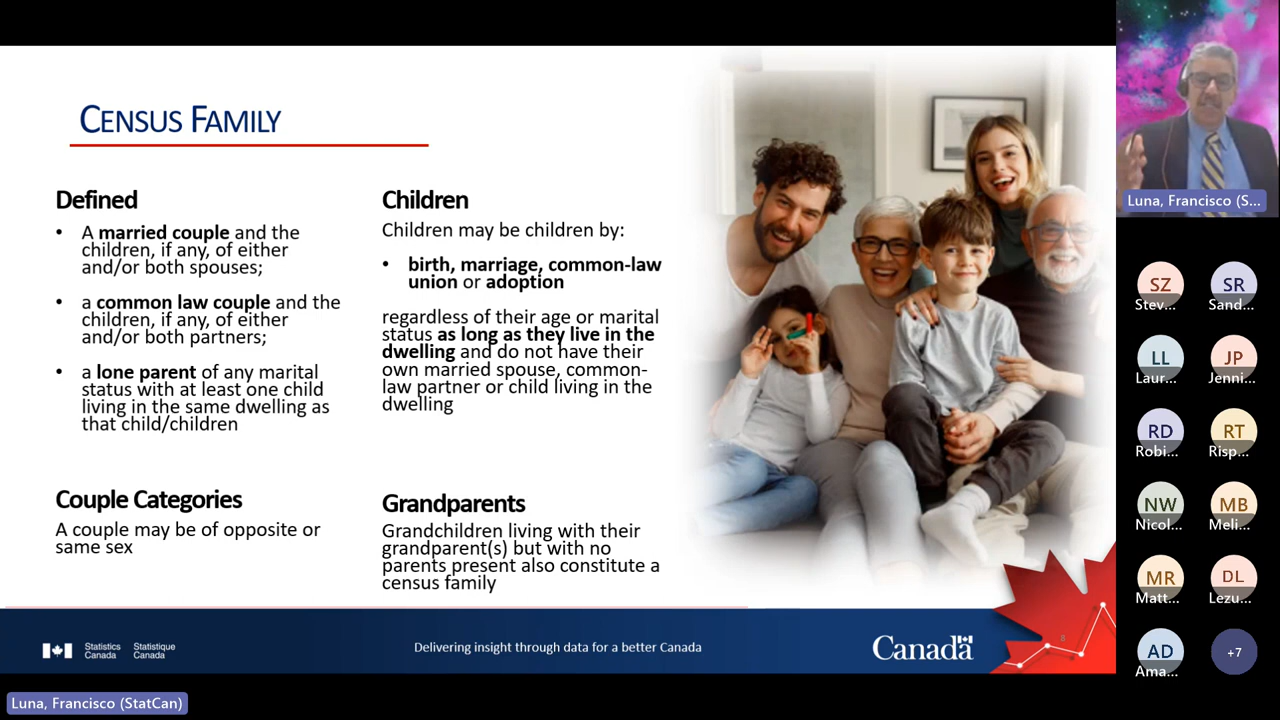 CENSUS FAMILY
Defined
• A married couple and the
children, if any, of either
and/or both spouses;
• a common law couple and the
children, if any, of either
and/or both partners;
• a lone parent of any marital
status with at least one child
living in the same dwelling as
that child/children
Couple Categories
A couple may be of opposite or
same sex
Children
Children may be children by:
• birth, marriage, common-law
union or adoption
regardless of their age or marital
status as long as they live in the
dwelling and do not have their
own married spouse, common-
law partner or child living in the
dwelling
Grandparents
Grandchildren living with their
grandparent(s) but with no
parents present also constitute a
census family
Statistics Statistique
Canada Canada
Delivering insight through data for a better Canada
Canada
8
Luna, Francisco (StatCan)
Luna, Francisco (S...
SZ SR
Stev... Sand...
LL JP
Laur... Jenni...
RD RT
Robi... Risp...
NW MB
Nicol... Meli...
MR DL
Matt... Lezu...
AD +7
Ama...